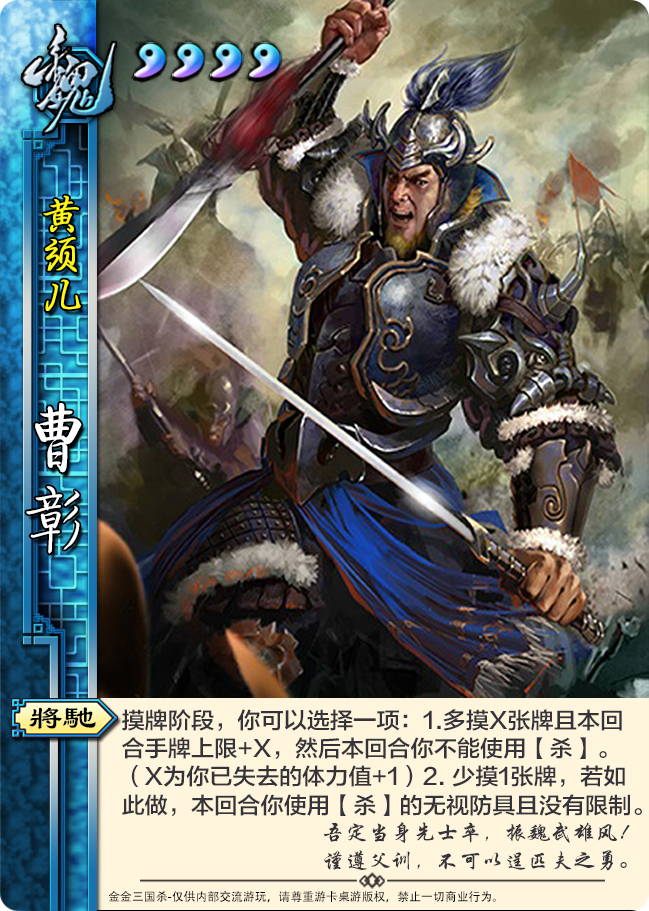 魏
黄须儿
曹彰
將馳
摸牌阶段，你可以选择一项：1.多摸X张牌且本回
合手牌上限+X，然后本回合你不能使用【杀】。
（X为你已失去的体力值+1）2. 少摸1张牌，若如
此做，本回合你使用【杀】的无视防具且没有限制。
吾定当身先士卒，振魏武雄风！
谨遵父训，不可以逞匹夫之勇。
金金三国杀-仅供内部交流游玩，请尊重游卡桌游版权，禁止一切商业行为。